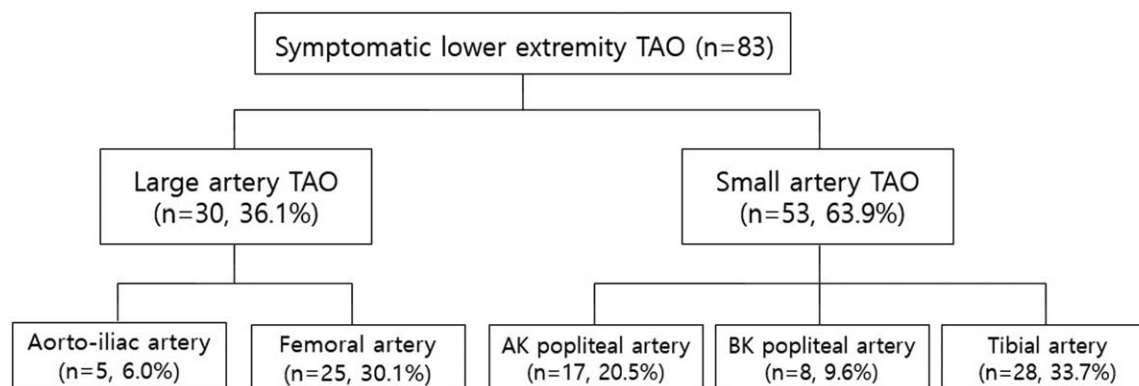 Symptomatic lower extremity TAO (n=83)
Large artery TAO
(n=30, 36.1%)
Small artery TAO
(n=53, 63.9%)
Aorto-iliac artery
(n=5, 6.0%)
Femoral artery
(n=25, 30.1%)
AK popliteal artery
(n=17, 20.5%)
BK popliteal artery
(n=8, 9.6%)
Tibial artery
(n=28, 33.7%)